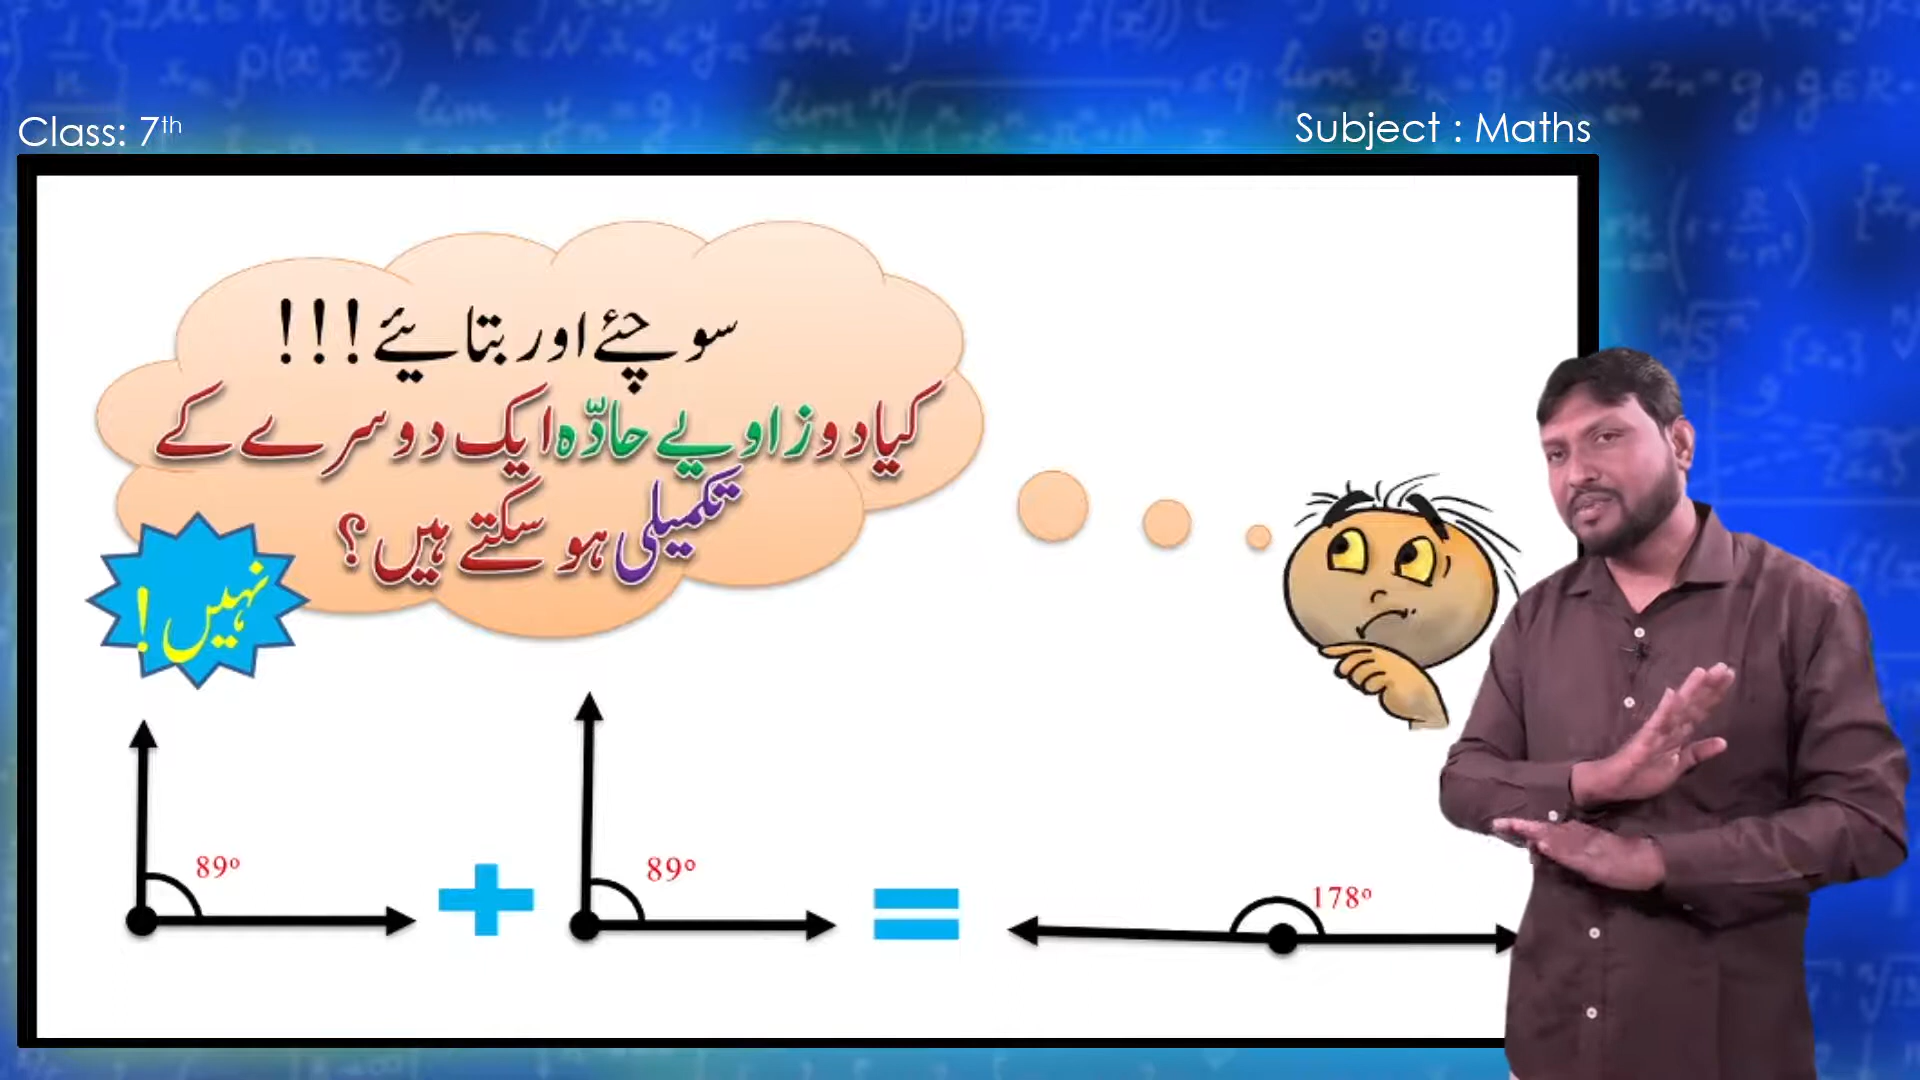 Class: 7th
Subject : Maths
سوچئے اور بتایئے !!!
کیا دو زاویے حادّہ ایک دوسرے کے
تکمیلی ہو سکتے ہیں ؟
نہیں !
89°
89°
178°